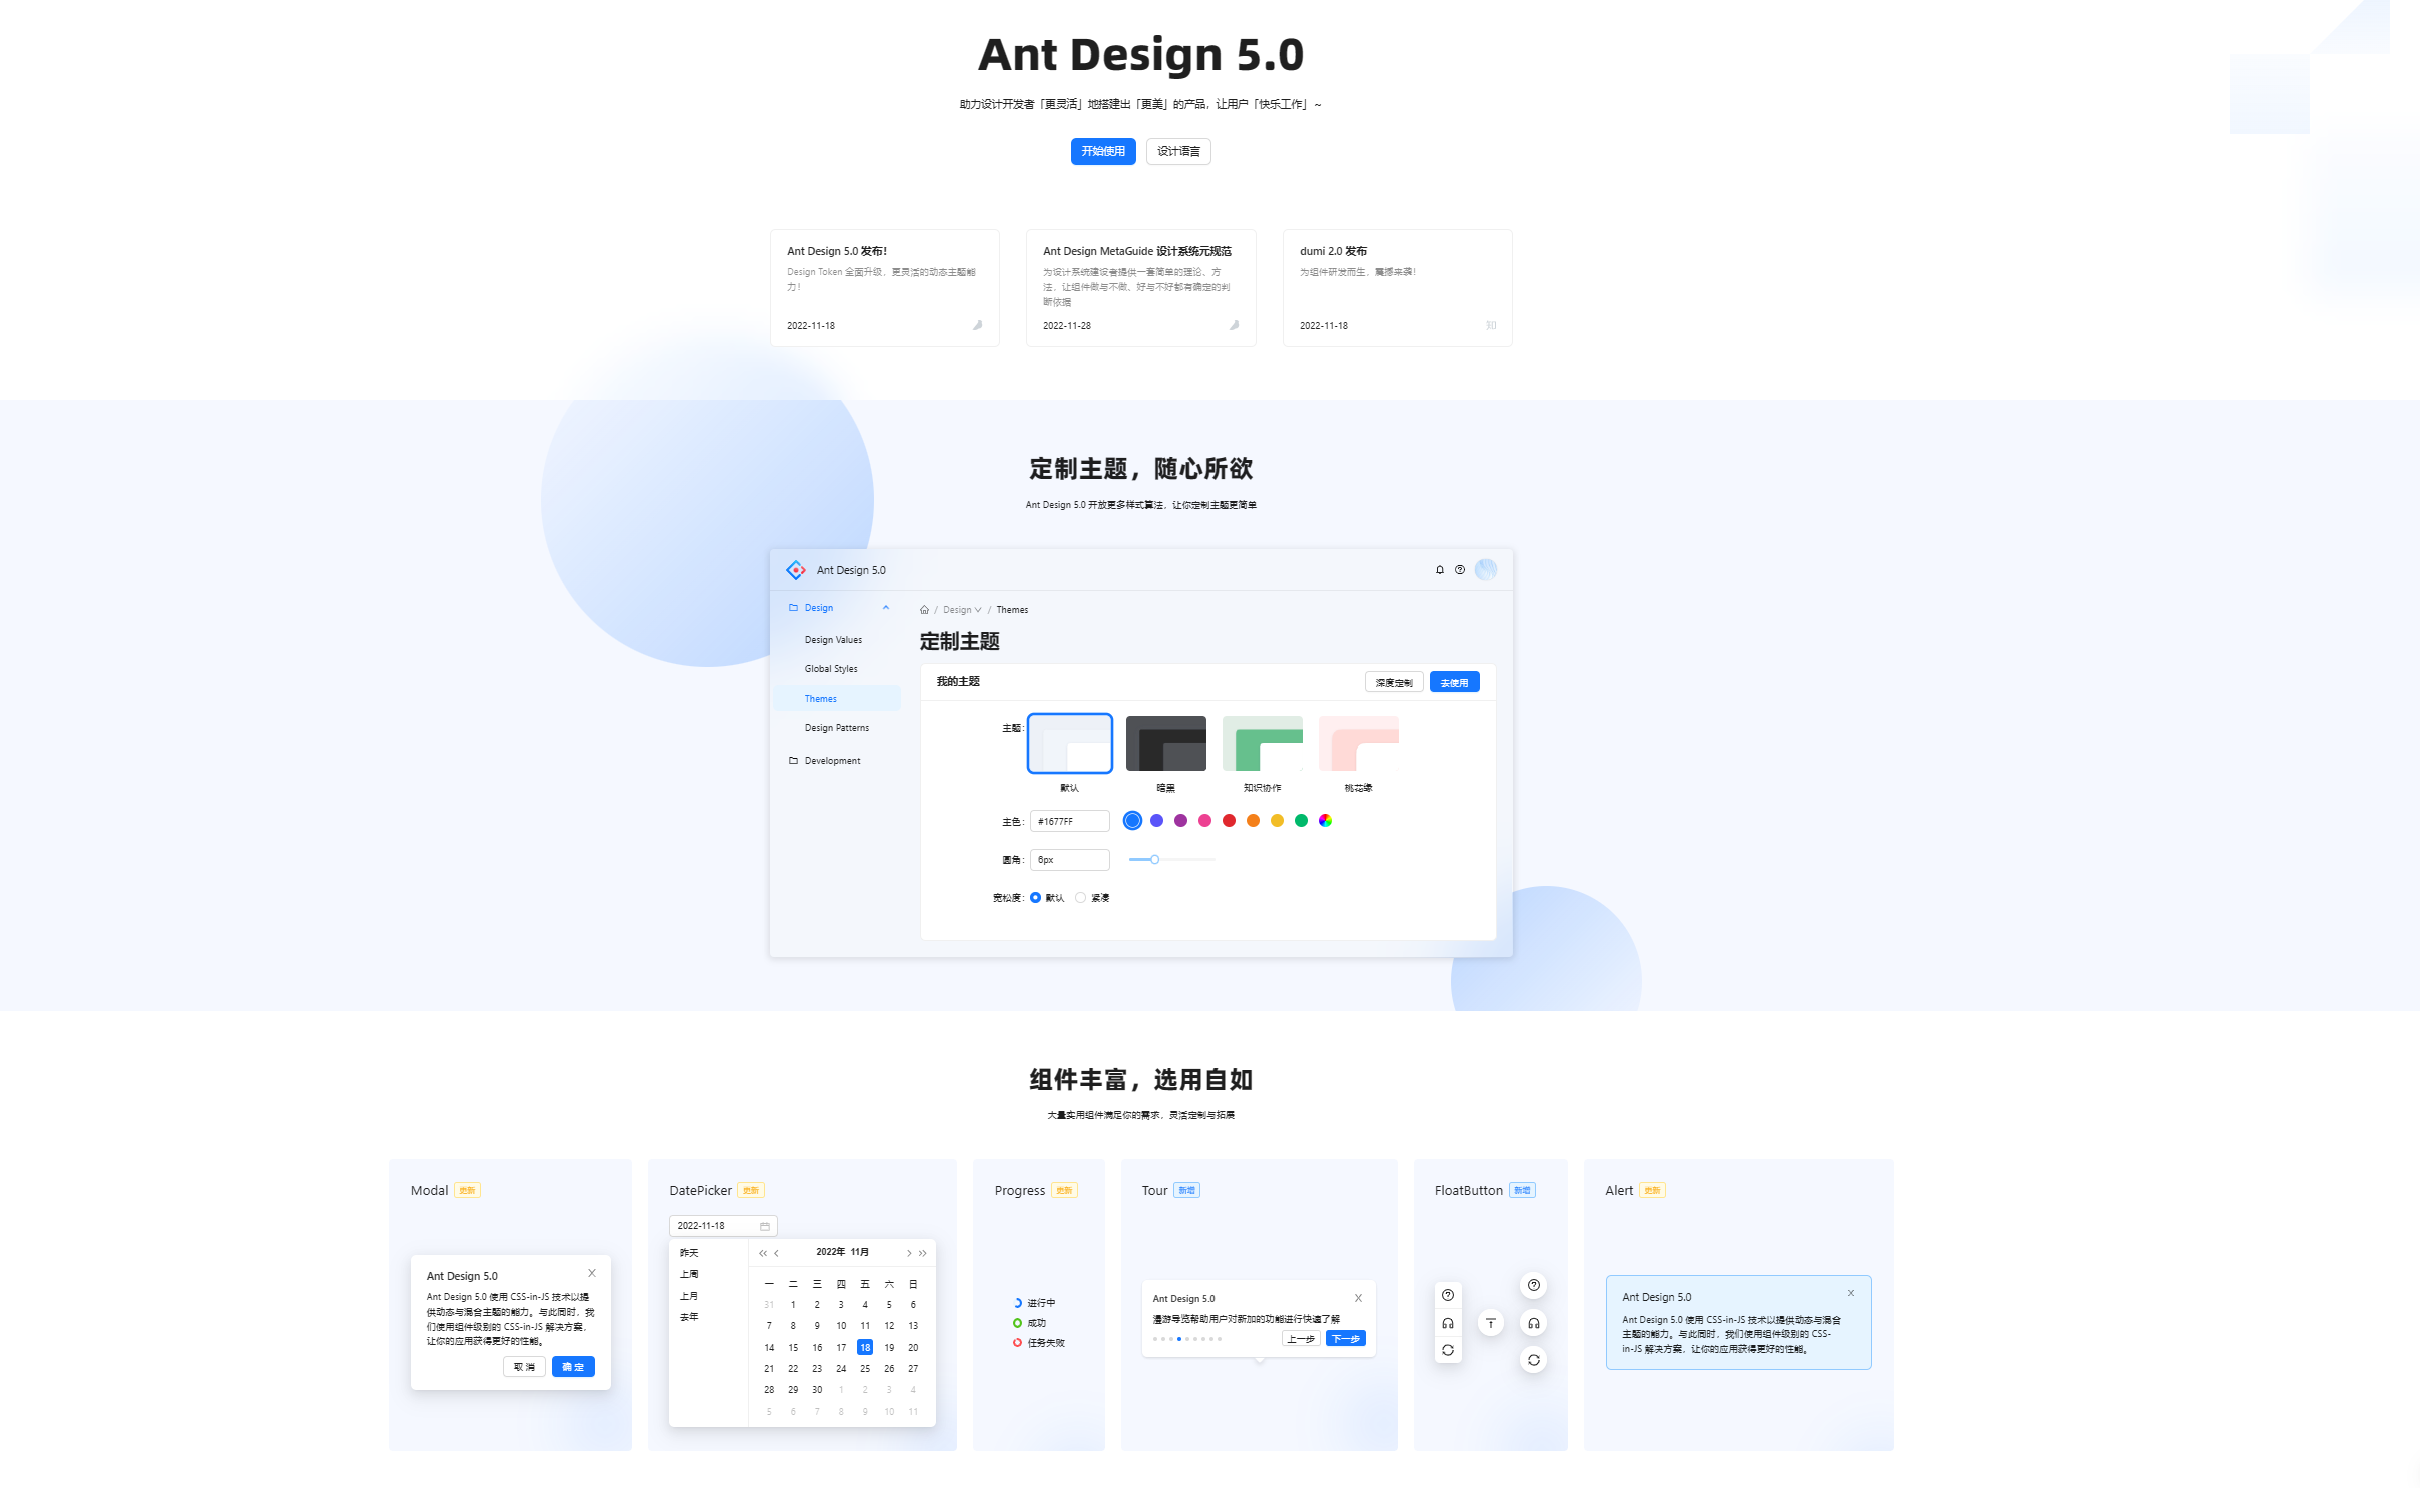 Ant Design 5.0
助力设计开发者「更灵活」地搭建出「更美」的产品，让用户「快乐工作」~
开始使用 设计语言
Ant Design 5.0 发布！
Design Token 全面升级，更灵活的动态主题能
力！
2022-11-18
Ant Design MetaGuide 设计系统元规范
为设计系统建设者提供一套简单的理论、方
法，让组件做与不做、好与不好都有确定的判
断依据
2022-11-28
dumi 2.0 发布
为组件研发而生，震撼来袭！
2022-11-18
知
定制主题，随心所欲
Ant Design 5.0 开放更多样式算法，让你定制主题更简单
Ant Design 5.0
Design
Design Values
Global Styles
Themes
Design Patterns
Development
/ Design / Themes
定制主题
我的主题
深度定制 去使用
主题：
默认 暗黑 知识协作 桃花缘
主色： #1677FF
圆角： 6px
宽松度： 默认 紧凑
组件丰富，选用自如
大量实用组件满足你的需求，灵活定制与拓展
Modal 更新
Ant Design 5.0
Ant Design 5.0 使用 CSS-in-JS 技术以提
供动态与混合主题的能力。与此同时，我
们使用组件级别的 CSS-in-JS 解决方案，
让你的应用获得更好的性能。
取 消 确 定
DatePicker 更新
2022-11-18
昨天
上周
上月
去年
2022年 11月
一 二 三 四 五 六 日
31 1 2 3 4 5 6
7 8 9 10 11 12 13
14 15 16 17 18 19 20
21 22 23 24 25 26 27
28 29 30 1 2 3 4
5 6 7 8 9 10 11
Progress 更新
进行中
成功
任务失败
Tour 新增
Ant Design 5.0
漫游导览帮助用户对新加的功能进行快速了解
上一步 下一步
FloatButton 新增
Alert 更新
Ant Design 5.0
Ant Design 5.0 使用 CSS-in-JS 技术以提供动态与混合
主题的能力。与此同时，我们使用组件级别的 CSS-
in-JS 解决方案，让你的应用获得更好的性能。